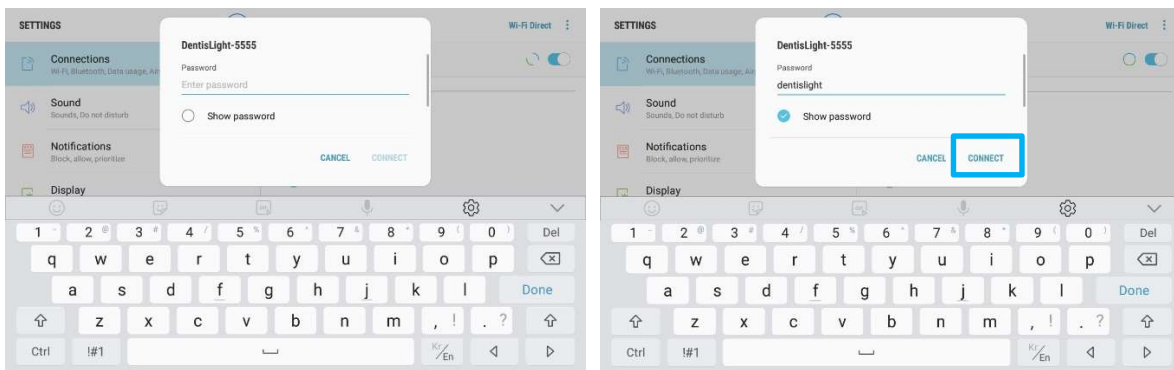 SETTINGS
Wi-Fi Direct
DentisLight-5555
Connections
Wi-Fi, Bluetooth, Data usage, Air
Password
Enter password
Sound
Sounds, Do not disturb
Show password
Notifications
Block, allow, prioritize
CANCEL CONNECT
Display
1 - 2 @ 3 # 4 / 5 % 6 ^ 7 & 8 * 9 ( 0 ) Del
q w e r t y u i o p
a s d f g h j k l Done
z x c v b n m , ! . ?
Ctrl !#1 Kr/En
SETTINGS
Wi-Fi Direct
DentisLight-5555
Connections
Wi-Fi, Bluetooth, Data usage, Air
Password
dentislight
Sound
Sounds, Do not disturb
Show password
Notifications
Block, allow, prioritize
CANCEL CONNECT
Display
1 - 2 @ 3 # 4 / 5 % 6 ^ 7 & 8 * 9 ( 0 ) Del
q w e r t y u i o p
a s d f g h j k l Done
z x c v b n m , ! . ?
Ctrl !#1 Kr/En